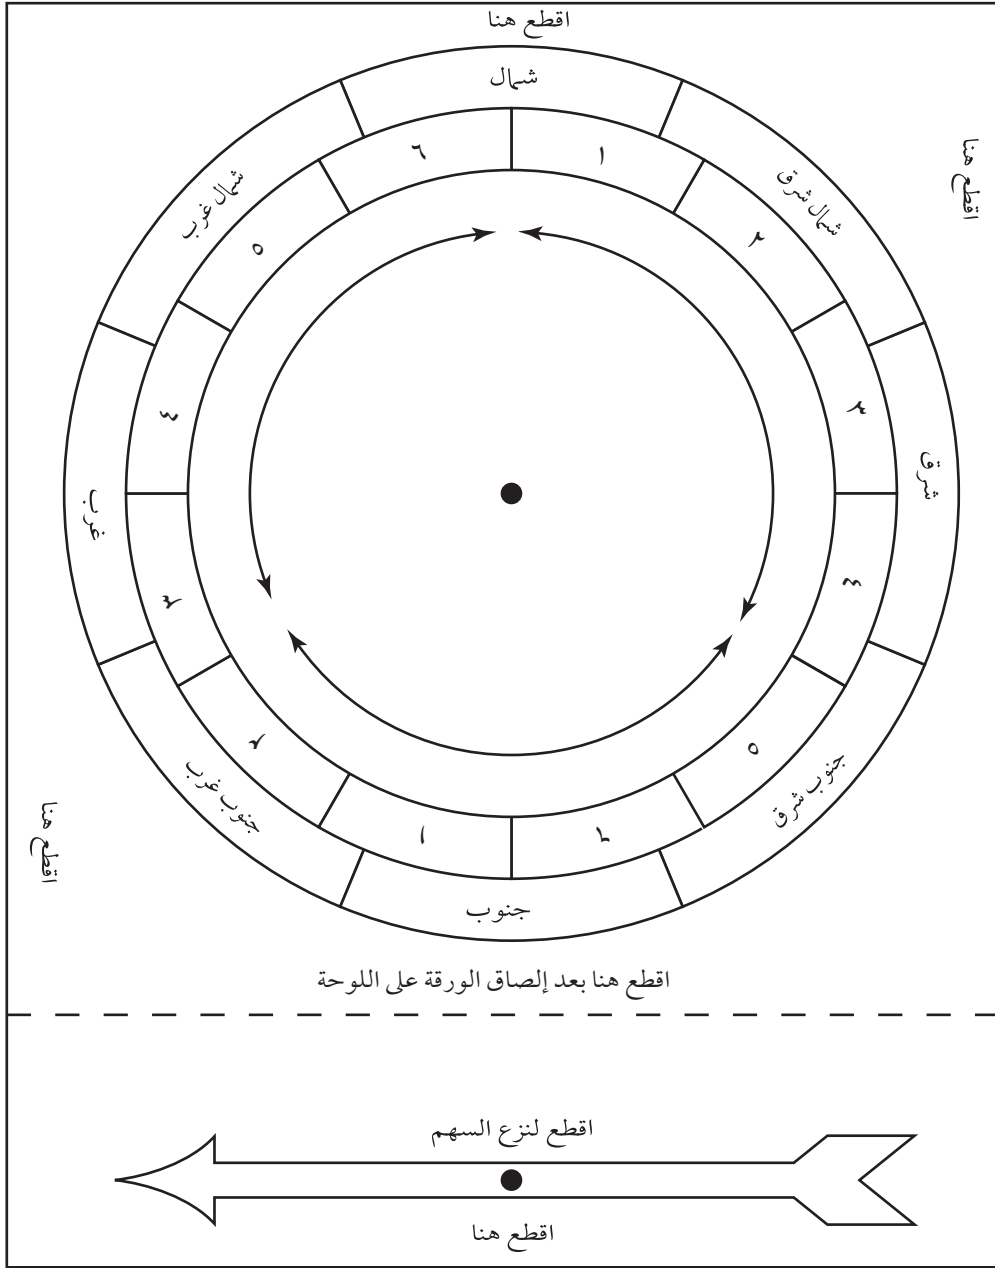 اقطع هنا
شمال
شمال شرق
شرق
جنوب شرق
جنوب
جنوب غرب
غرب
شمال غرب
١
٢
٣
٤
٥
٦
١
٢
٣
٤
٥
٦
اقطع هنا
اقطع هنا
اقطع هنا بعد إلصاق الورقة على اللوحة
اقطع لنزع السهم
اقطع هنا